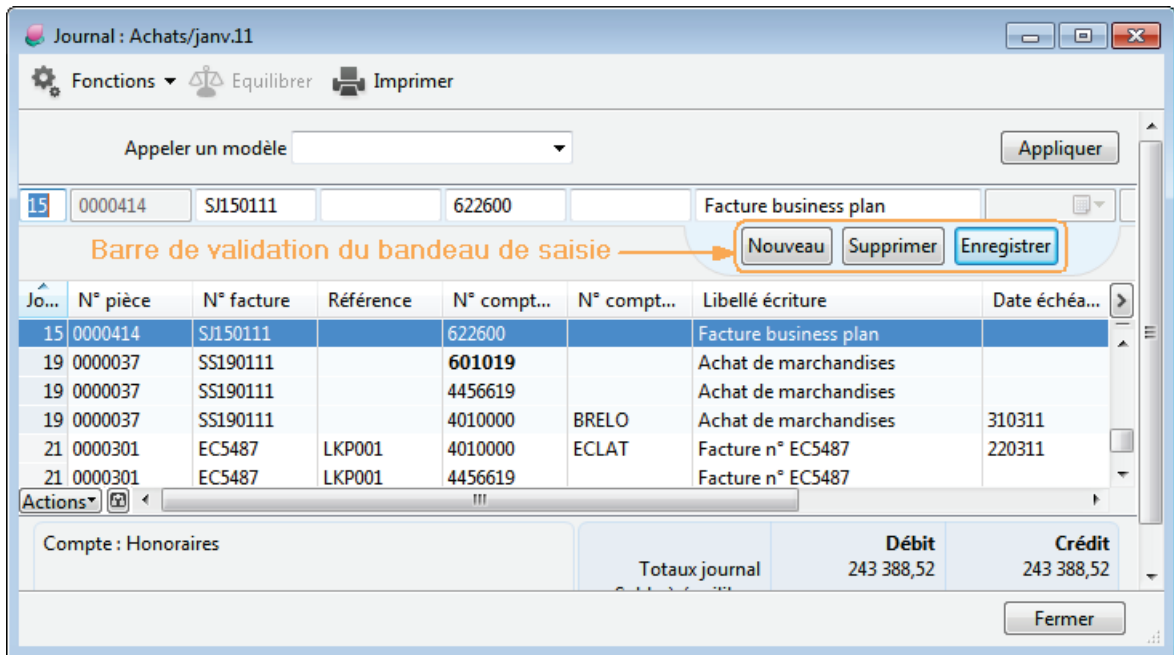 Journal : Achats/janv.11
Fonctions Equilibrer Imprimer
Appeler un modèle Appliquer
15 0000414 SJ150111 622600 Facture business plan
Barre de validation du bandeau de saisie Nouveau Supprimer Enregistrer
Jo... N° pièce N° facture Référence N° compt... N° compt... Libellé écriture Date échéa...
15 0000414 SJ150111 622600 Facture business plan
19 0000037 SS190111 601019 Achat de marchandises
19 0000037 SS190111 4456619 Achat de marchandises
19 0000037 SS190111 4010000 BRELO Achat de marchandises 310311
21 0000301 EC5487 LKP001 4010000 ECLAT Facture n° EC5487 220311
21 0000301 EC5487 LKP001 4456619 Facture n° EC5487
Actions
Compte : Honoraires Débit Crédit
Totaux journal 243 388,52 243 388,52
Fermer